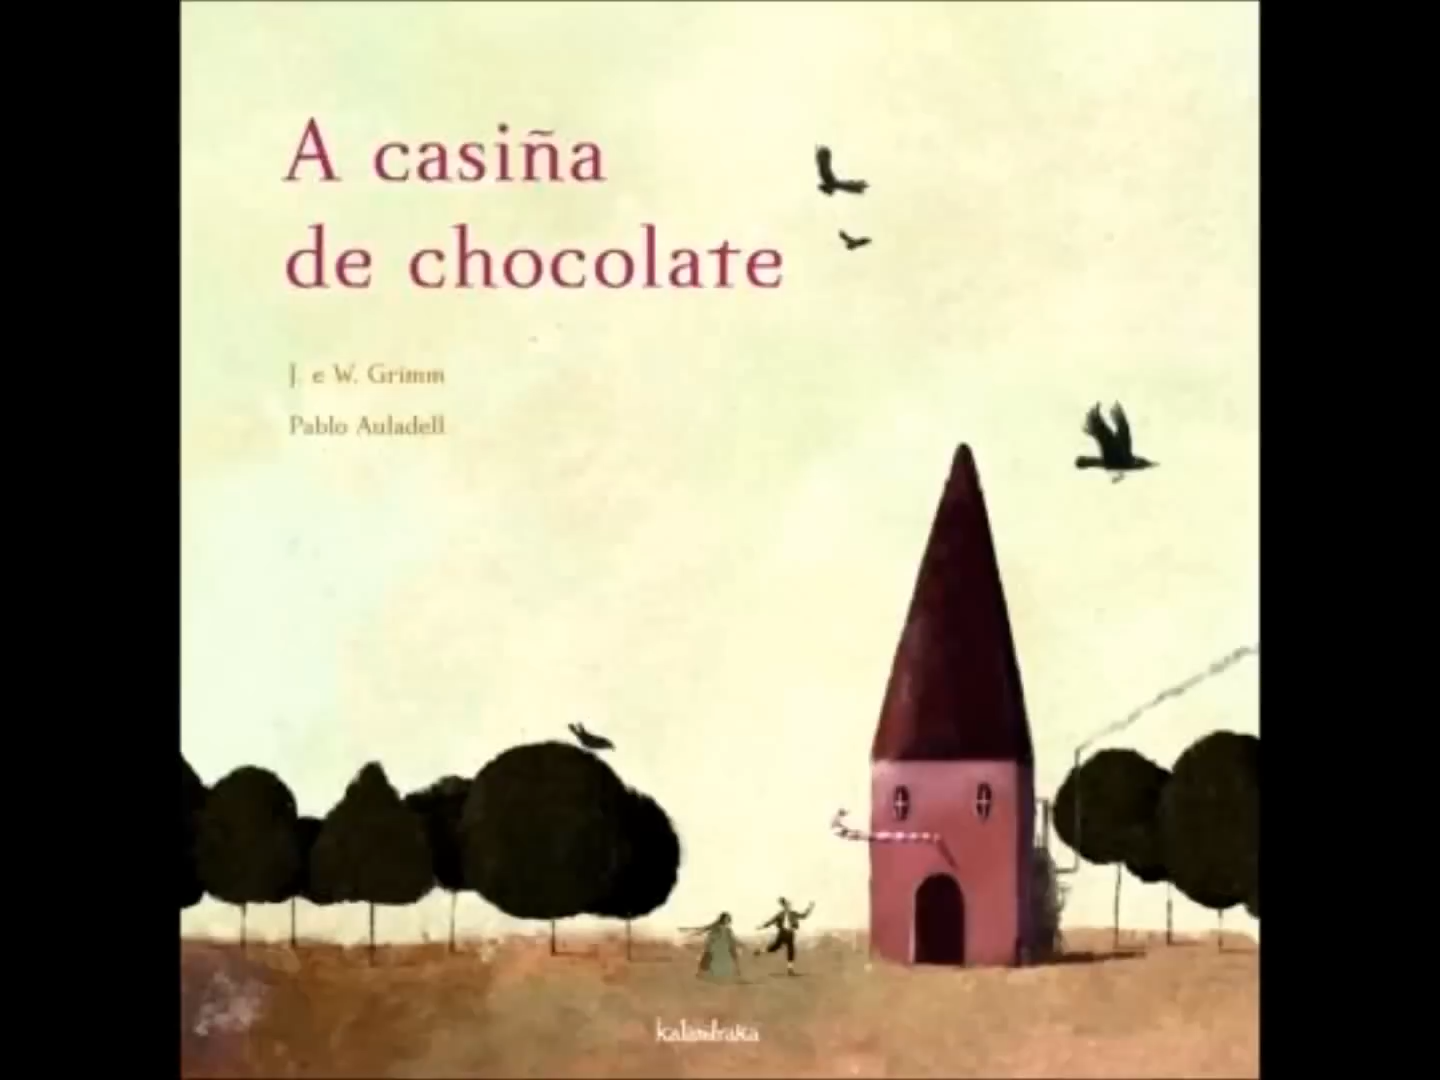 A casiña
de chocolate
J. e W. Grimm
Pablo Auladell
kalandraka